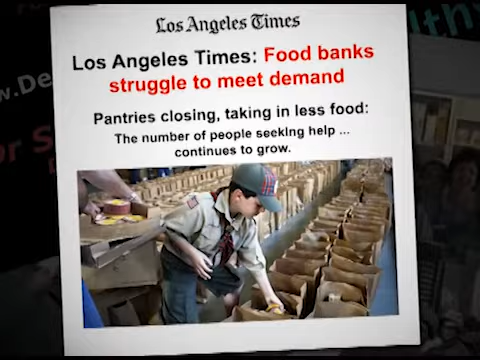 Los Angeles Times
Los Angeles Times: Food banks
struggle to meet demand
Pantries closing, taking in less food:
The number of people seeking help ...
continues to grow.